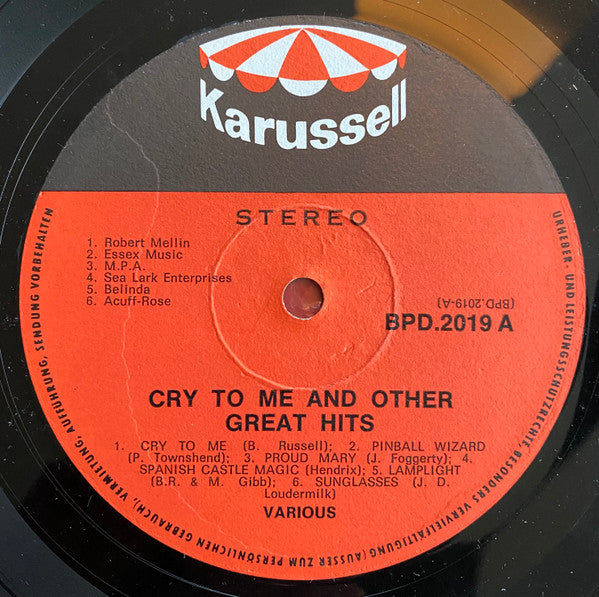 Karussell
STEREO
1. Robert Mellin
2. Essex Music
3. M.P.A.
4. Sea Lark Enterprises
5. Belinda
6. Acuff-Rose
(BPD.2019-A)
BPD.2019 A
CRY TO ME AND OTHER
GREAT HITS
1. CRY TO ME (B. Russell); 2. PINBALL WIZARD
(P. Townshend); 3. PROUD MARY (J. Foggerty); 4.
SPANISH CASTLE MAGIC (Hendrix); 5. LAMPLIGHT
(B.R. & M. Gibb); 6. SUNGLASSES (J. D.
Loudermilk)
VARIOUS
URHEBER- UND LEISTUNGSSCHUTZRECHTE, BESONDERS VERVIELFÄLTIGUNG (AUSSER ZUM PERSÖNLICHEN GEBRAUCH), VERMIETUNG, AUFFÜHRUNG, SENDUNG VORBEHALTEN